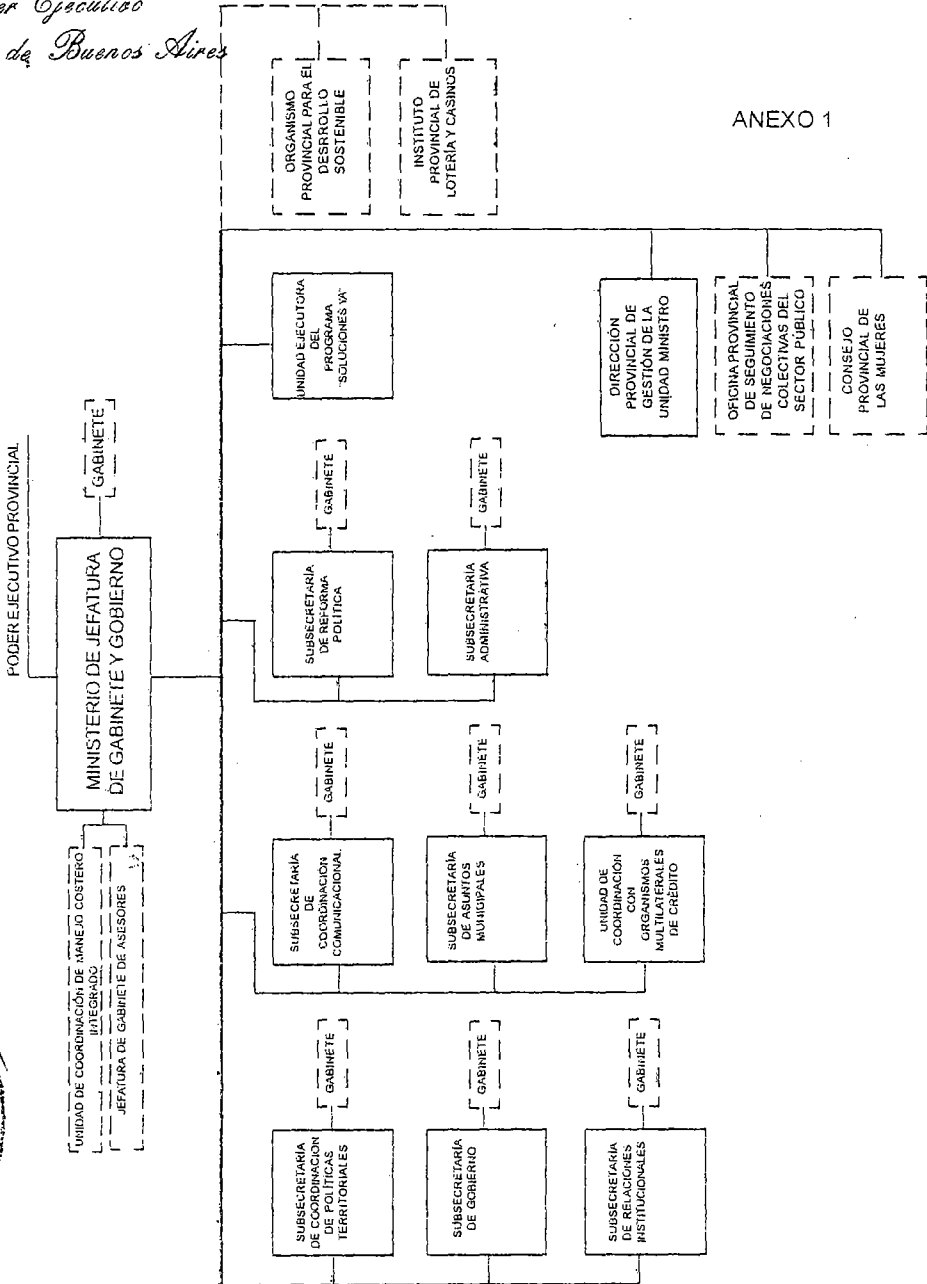 Ejecutivo
de Buenos Aires
ANEXO 1
PODER EJECUTIVO PROVINCIAL
MINISTERIO DE JEFATURA
DE GABINETE Y GOBIERNO
GABINETE
UNIDAD DE COORDINACIÓN DE MANEJO COSTERO
INTEGRADO
JEFATURA DE GABINETE DE ASESORES
ORGANISMO
PROVINCIAL PARA EL
DESRROLLO
SOSTENIBLE
INSTITUTO
PROVINCIAL DE
LOTERÍA Y CASINOS
SUBSECRETARÍA
DE COORDINACION
DE POLÍTICAS
TERRITORIALES
GABINETE
SUBSECRETARÍA
DE GOBIERNO
GABINETE
SUBSECRETARÍA
DE RELACIONES
INSTITUCIONALES
GABINETE
SUBSECRETARÍA
DE
COORDINACIÓN
COMUNICACIONAL
GABINETE
SUBSECRETARÍA
DE ASUNTOS
MUNICIPALES
GABINETE
UNIDAD DE
COORDINACIÓN
CON
ORGANISMOS
MULTILATERALES
DE CRÉDITO
GABINETE
SUBSECRETARÍA
DE REFORMA
POLÍTICA
GABINETE
SUBSECRETARÍA
ADMINISTRATIVA
GABINETE
UNIDAD EJECUTORA
DEL
PROGRAMA
"SOLUCIONES YA"
DIRECCIÓN
PROVINCIAL DE
GESTIÓN DE LA
UNIDAD MINISTRO
OFICINA PROVINCIAL
DE SEGUIMIENTO
DE NEGOCIACIONES
COLECTIVAS DEL
SECTOR PÚBLICO
CONSEJO
PROVINCIAL DE
LAS MUJERES